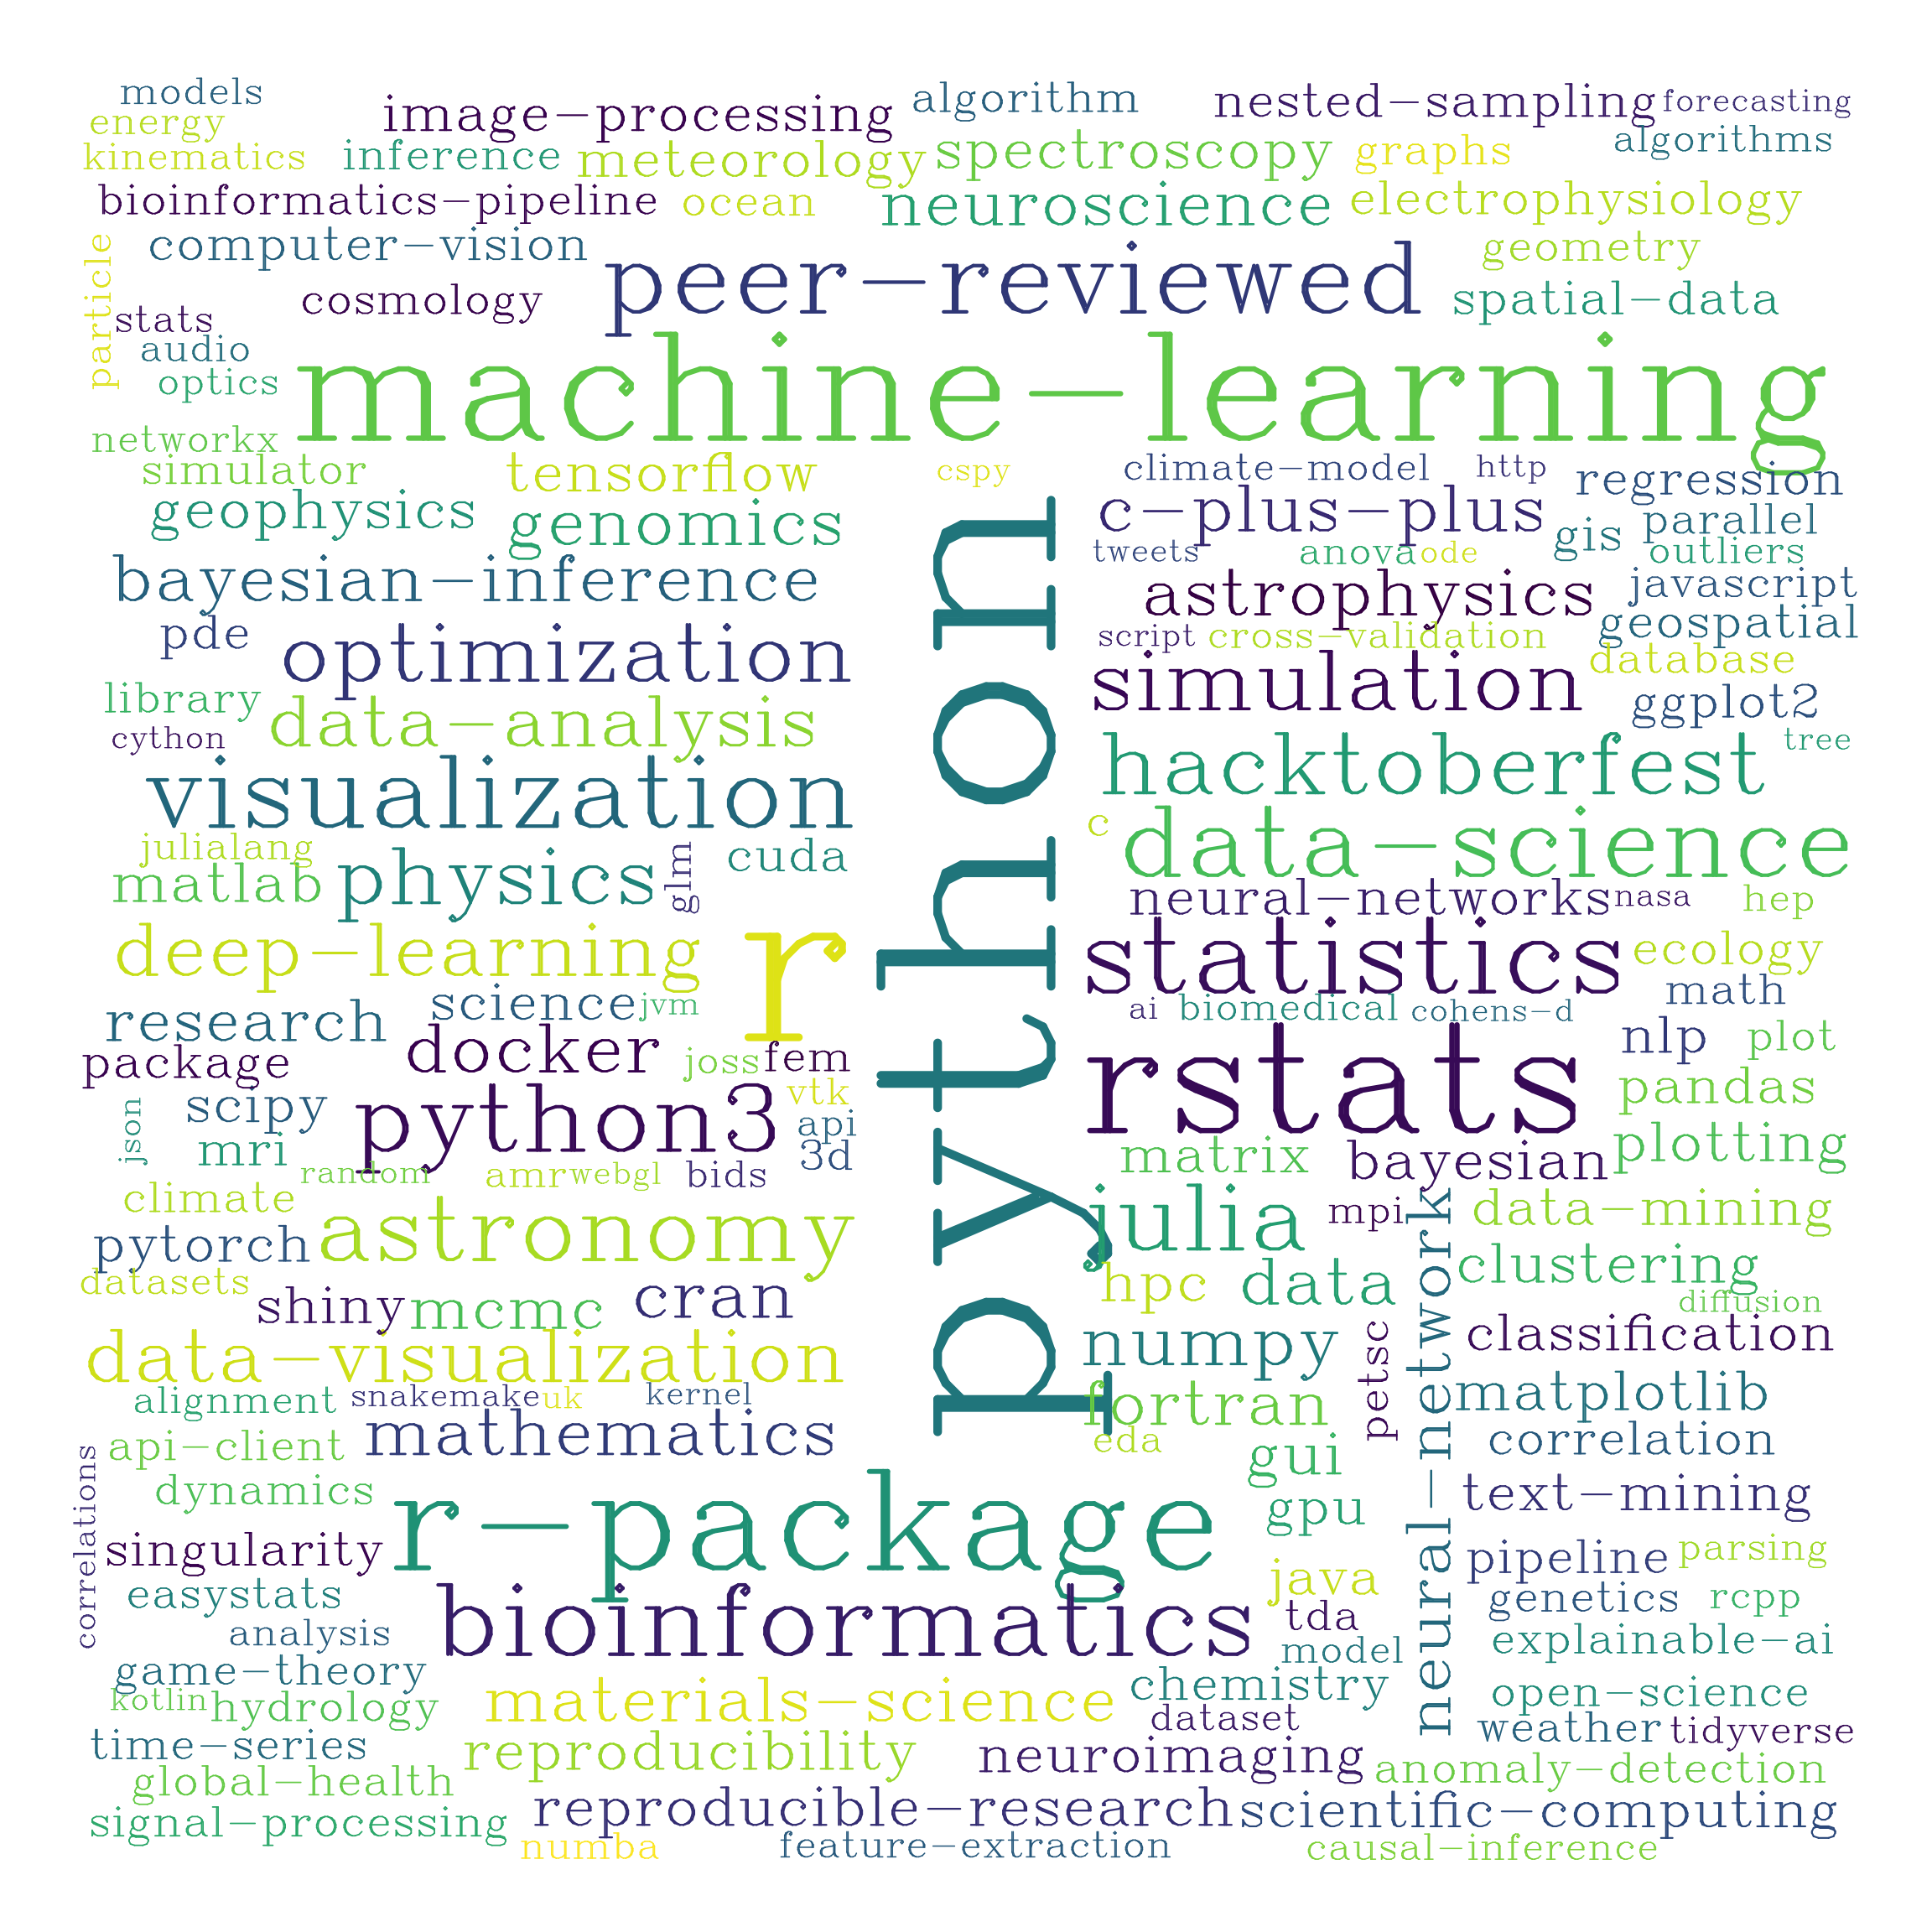 models
image-processing
algorithm
nested-sampling
forecasting
energy
algorithms
kinematics
inference
meteorology
spectroscopy
graphs
bioinformatics-pipeline
ocean
neuroscience
electrophysiology
computer-vision
geometry
particle
peer-reviewed
cosmology
spatial-data
stats
audio
optics
machine-learning
networkx
simulator
tensorflow
cspy
climate-model
http
regression
geophysics
genomics
c-plus-plus
gis
parallel
tweets
anova
ode
outliers
bayesian-inference
astrophysics
javascript
pde
optimization
python
script
cross-validation
geospatial
database
library
data-analysis
simulation
ggplot2
cython
tree
visualization
hacktoberfest
julialang
c
data-science
matlab
physics
glm
cuda
neural-networks
nasa
hep
deep-learning
r
statistics
ecology
research
science
jvm
ai
biomedical
cohens-d
math
package
docker
joss
fem
rstats
nlp
plot
json
scipy
python3
vtk
pandas
mri
api
3d
matrix
bayesian
plotting
random
amr
webgl
bids
climate
astronomy
julia
mpi
neural-network
data-mining
pytorch
datasets
hpc
data
clustering
shiny
mcmc
cran
diffusion
data-visualization
numpy
petsc
classification
alignment
snakemake
uk
kernel
fortran
matplotlib
api-client
mathematics
eda
correlation
correlations
dynamics
gui
r-package
gpu
text-mining
singularity
pipeline
parsing
easystats
java
genetics
rcpp
analysis
bioinformatics
tda
model
explainable-ai
game-theory
kotlin
hydrology
materials-science
chemistry
open-science
dataset
weather
tidyverse
time-series
reproducibility
neuroimaging
anomaly-detection
global-health
signal-processing
reproducible-research
scientific-computing
numba
feature-extraction
causal-inference